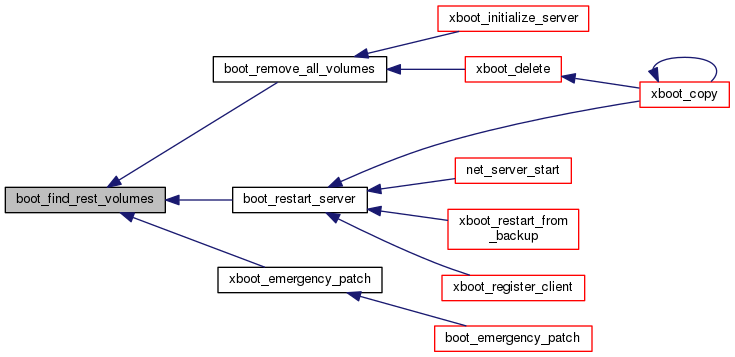 xboot_initialize_server
boot_remove_all_volumes
xboot_delete
xboot_copy
net_server_start
boot_find_rest_volumes
boot_restart_server
xboot_restart_from
_backup
xboot_emergency_patch
xboot_register_client
boot_emergency_patch